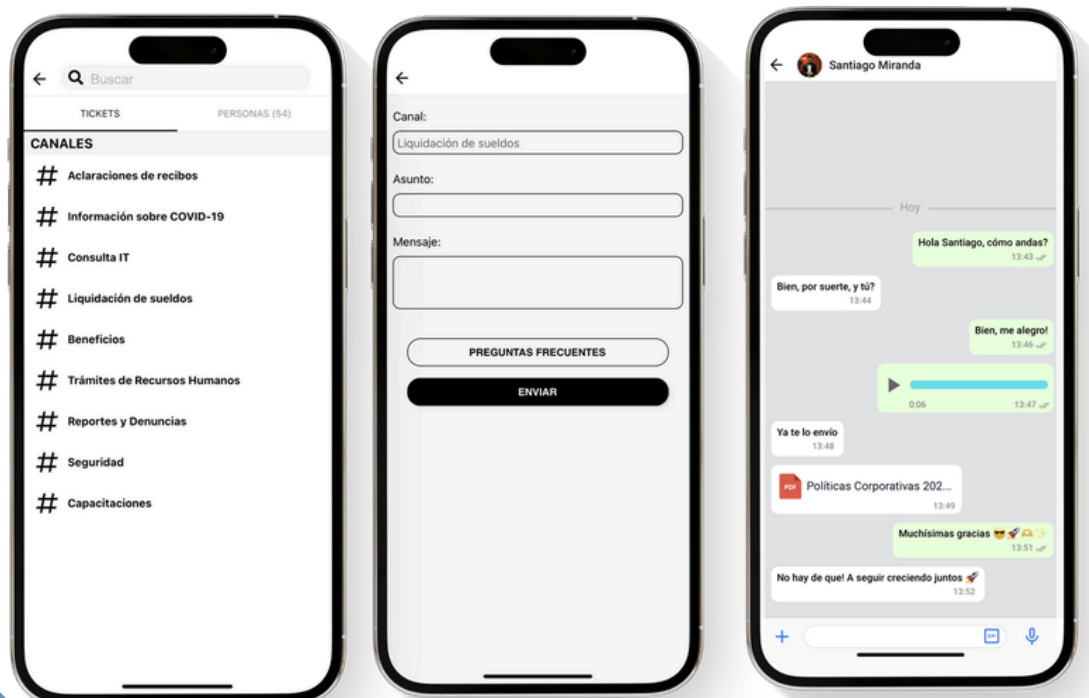 Buscar
TICKETS
PERSONAS (54)
CANALES
# Aclaraciones de recibos
# Información sobre COVID-19
# Consulta IT
# Liquidación de sueldos
# Beneficios
# Trámites de Recursos Humanos
# Reportes y Denuncias
# Seguridad
# Capacitaciones
Canal:
Liquidación de sueldos
Asunto:
Mensaje:
PREGUNTAS FRECUENTES
ENVIAR
Santiago Miranda
Hoy
Hola Santiago, cómo andas?
13:43
Bien, por suerte, y tú?
13:44
Bien, me alegro!
13:46
0:06
13:47
Ya te lo envío
13:48
PDF
Políticas Corporativas 202...
13:49
Muchísimas gracias 😎🚀🫶✨
13:51
No hay de que! A seguir creciendo juntos 🚀
13:52